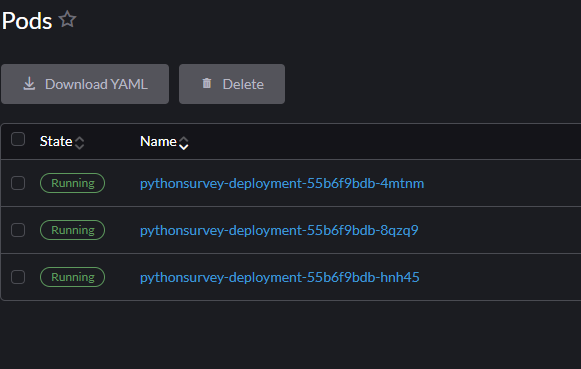 Pods
Download YAML Delete
State Name
Running pythonsurvey-deployment-55b6f9bdb-4mtnm
Running pythonsurvey-deployment-55b6f9bdb-8qzq9
Running pythonsurvey-deployment-55b6f9bdb-hnh45